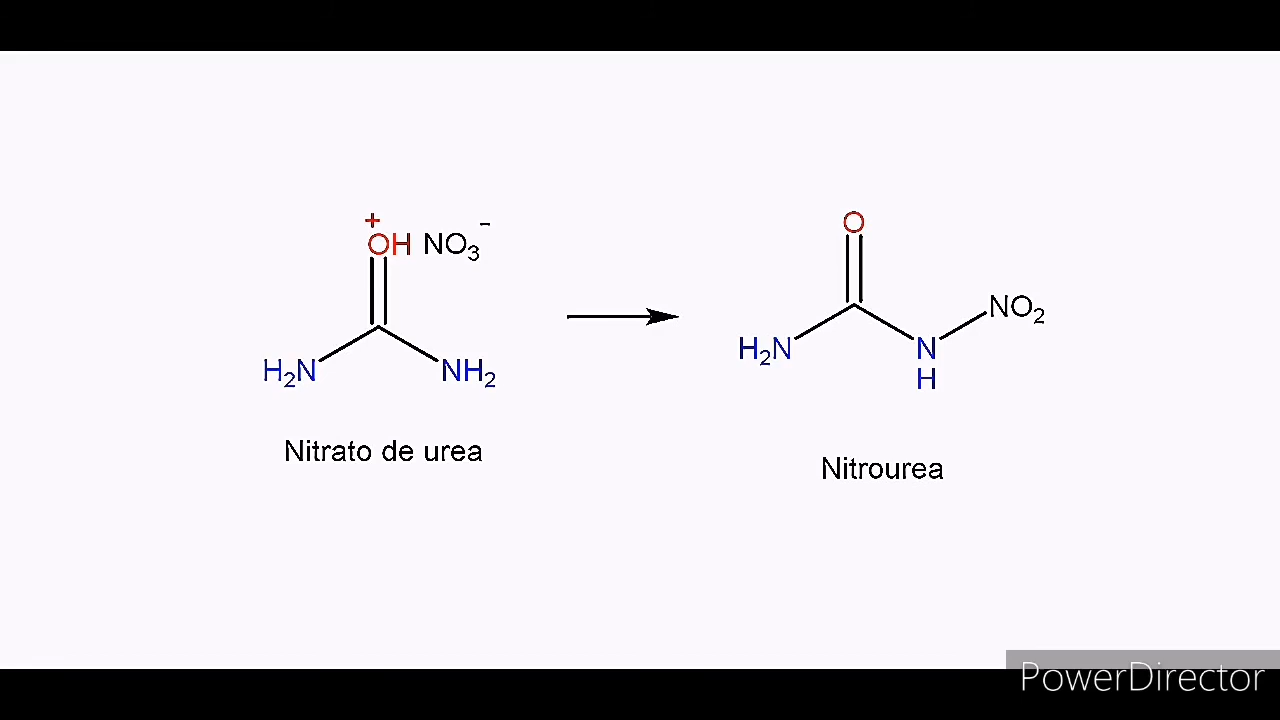 +
OH NO3 −
H2N NH2
Nitrato de urea
O
NO2
H2N N
H
Nitrourea
PowerDirector